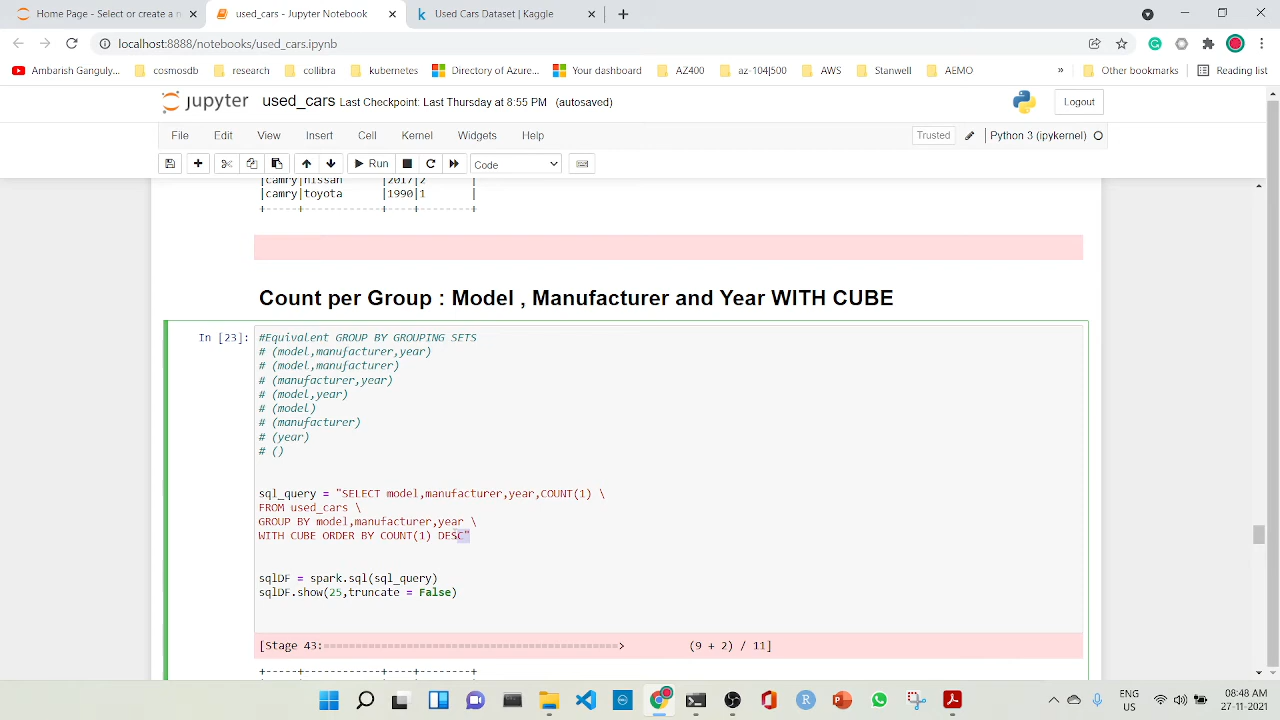 Home Page - Select or create a n
used_cars - Jupyter Notebook
Used Cars Dataset | Kaggle
localhost:8888/notebooks/used_cars.ipynb
Ambarish Ganguly...
cosmosdb
research
collibra
kubernetes
Directory of Azure...
Your dashboard
AZ400
az-104|500
AWS
Stanwell
AEMO
»
Other bookmarks
Reading list
jupyter used_cars Last Checkpoint: Last Thursday at 8:55 PM (autosaved)
Logout
File Edit View Insert Cell Kernel Widgets Help
Trusted
Python 3 (ipykernel)
Run
Code
|camry|nissan |2017|2 |
|camry|toyota |1990|1 |
+-----+-------------+----+--------+
Count per Group : Model , Manufacturer and Year WITH CUBE
In [23]:
#Equivalent GROUP BY GROUPING SETS
# (model,manufacturer,year)
# (model,manufacturer)
# (manufacturer,year)
# (model,year)
# (model)
# (manufacturer)
# (year)
# ()
sql_query = "SELECT model,manufacturer,year,COUNT(1) \
FROM used_cars \
GROUP BY model,manufacturer,year \
WITH CUBE ORDER BY COUNT(1) DESC"
sqlDF = spark.sql(sql_query)
sqlDF.show(25,truncate = False)
[Stage 43:==============================================> (9 + 2) / 11]
+-----+-------------+----+--------+
ENG
US
08:48 AM
27-11-2021